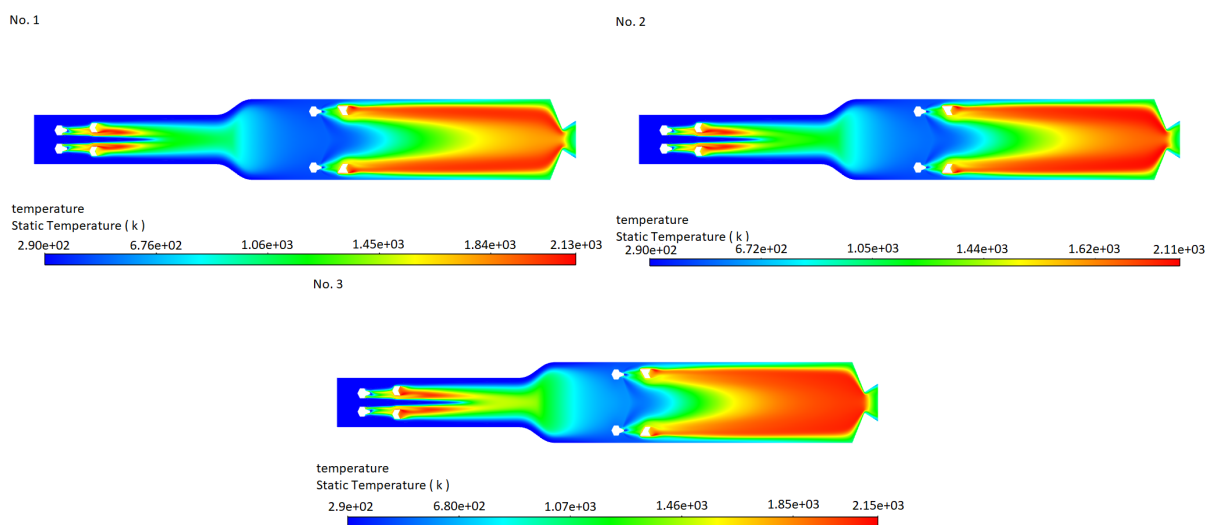 No. 1
No. 2
temperature
Static Temperature ( k )
2.90e+02 6.76e+02 1.06e+03 1.45e+03 1.84e+03 2.13e+03
temperature
Static Temperature ( k )
2.90e+02 6.72e+02 1.05e+03 1.44e+03 1.62e+03 2.11e+03
No. 3
temperature
Static Temperature ( k )
2.9e+02 6.80e+02 1.07e+03 1.46e+03 1.85e+03 2.15e+03